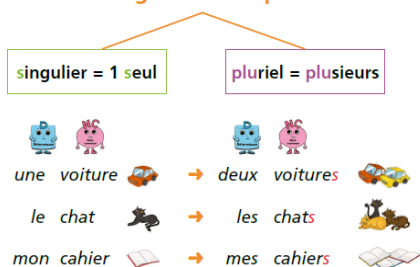 singulier = 1 seul
pluriel = plusieurs
D NC D NC
une voiture → deux voitures
le chat → les chats
mon cahier → mes cahiers